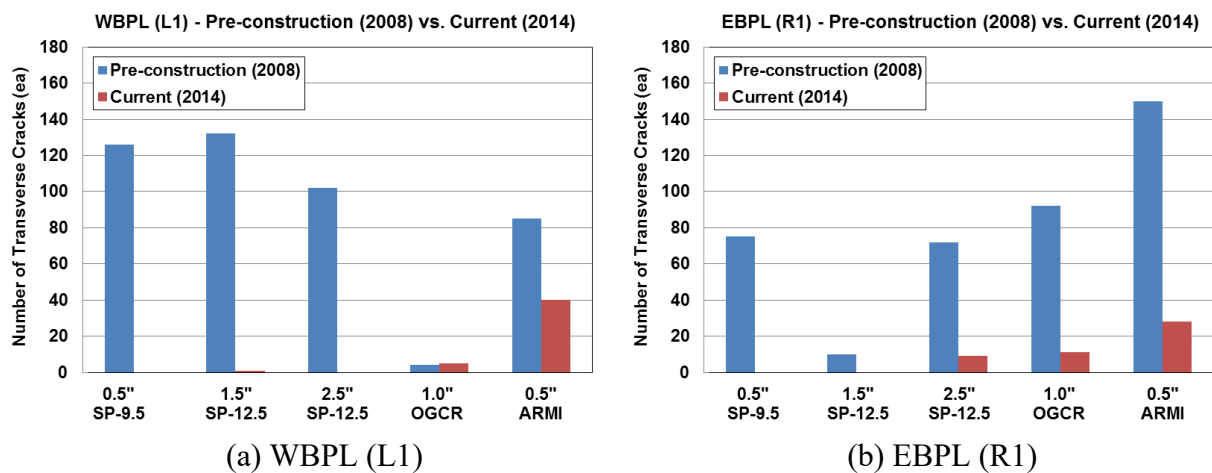 WBPL (L1) - Pre-construction (2008) vs. Current (2014)
Number of Transverse Cracks (ea)
180
160
140
120
100
80
60
40
20
0
Pre-construction (2008)
Current (2014)
0.5" 1.5" 2.5" 1.0" 0.5"
SP-9.5 SP-12.5 SP-12.5 OGCR ARMI
(a) WBPL (L1)
EBPL (R1) - Pre-construction (2008) vs. Current (2014)
Number of Transverse Cracks (ea)
180
160
140
120
100
80
60
40
20
0
Pre-construction (2008)
Current (2014)
0.5" 1.5" 2.5" 1.0" 0.5"
SP-9.5 SP-12.5 SP-12.5 OGCR ARMI
(b) EBPL (R1)